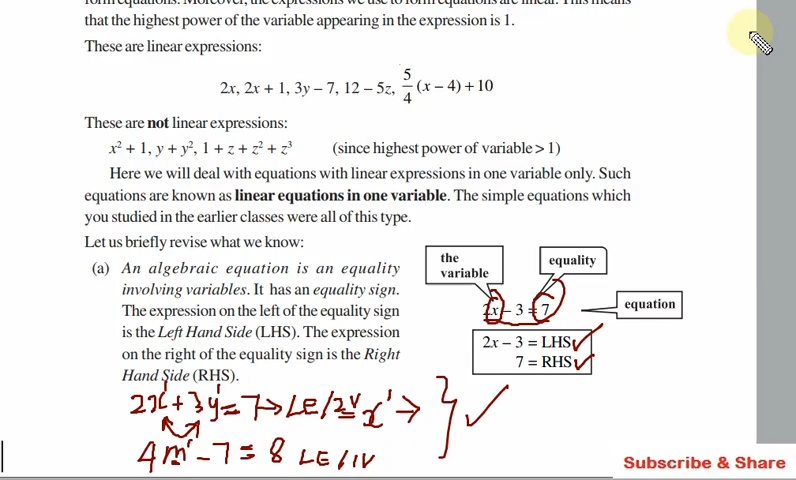 form equations. Moreover, the expressions we use to form equations are linear. This means
that the highest power of the variable appearing in the expression is 1.
These are linear expressions:
2x, 2x + 1, 3y – 7, 12 – 5z, 5/4 (x – 4) + 10
These are not linear expressions:
x² + 1, y + y², 1 + z + z² + z³ (since highest power of variable > 1)
Here we will deal with equations with linear expressions in one variable only. Such
equations are known as linear equations in one variable. The simple equations which
you studied in the earlier classes were all of this type.
Let us briefly revise what we know:
(a) An algebraic equation is an equality
involving variables. It has an equality sign.
The expression on the left of the equality sign
is the Left Hand Side (LHS). The expression
on the right of the equality sign is the Right
Hand Side (RHS).
the
variable
equality
2x – 3 = 7
equation
2x – 3 = LHS
7 = RHS
2x¹ + 3y¹ = 7 → LE/2V x¹ →
4m¹ – 7 = 8 LE/1V
Subscribe & Share